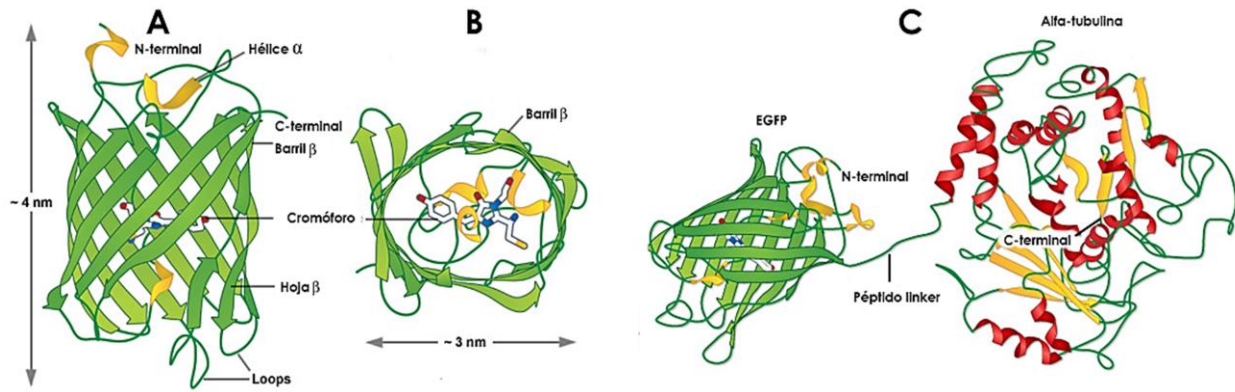 A
N-terminal
Hélice α
C-terminal
Barril β
~ 4 nm
Cromóforo
Hoja β
Loops
B
Barril β
~ 3 nm
C
Alfa-tubulina
EGFP
N-terminal
C-terminal
Péptido linker